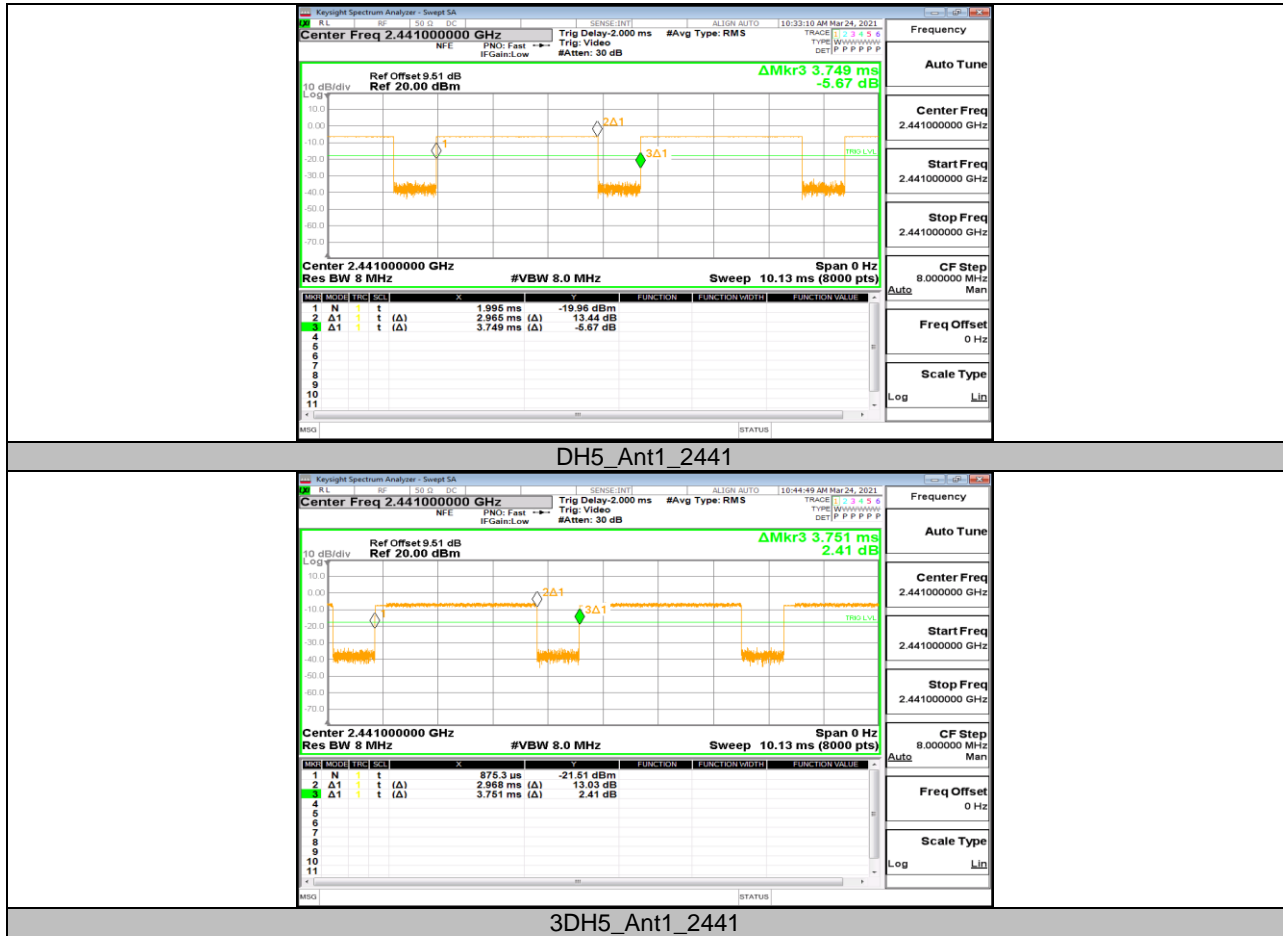 Keysight Spectrum Analyzer - Swept SA
RL RF 50 Ω DC SENSE:INT ALIGN AUTO 10:33:10 AM Mar 24, 2021
Center Freq 2.441000000 GHz
NFE PNO: Fast IFGain:Low
Trig Delay-2.000 ms #Avg Type: RMS
Trig: Video
#Atten: 30 dB
TRACE 1 2 3 4 5 6
TYPE WWWWWW
DET P P P P P P
Frequency
Auto Tune
Center Freq
2.441000000 GHz
Start Freq
2.441000000 GHz
Stop Freq
2.441000000 GHz
CF Step
8.000000 MHz
Auto Man
Freq Offset
0 Hz
Scale Type
Log Lin
ΔMkr3 3.749 ms
-5.67 dB
Ref Offset 9.51 dB
10 dB/div Ref 20.00 dBm
Log
10.0
0.00
-10.0
-20.0
-30.0
-40.0
-50.0
-60.0
-70.0
1
2Δ1
3Δ1
TRIG LVL
Center 2.441000000 GHz Span 0 Hz
Res BW 8 MHz #VBW 8.0 MHz Sweep 10.13 ms (8000 pts)
MKR MODE TRC SCL X Y FUNCTION FUNCTION WIDTH FUNCTION VALUE
1 N 1 t 1.995 ms -19.96 dBm
2 Δ1 1 t (Δ) 2.965 ms (Δ) 13.44 dB
3 Δ1 1 t (Δ) 3.749 ms (Δ) -5.67 dB
4
5
6
7
8
9
10
11
MSG STATUS
DH5_Ant1_2441
Keysight Spectrum Analyzer - Swept SA
RL RF 50 Ω DC SENSE:INT ALIGN AUTO 10:44:49 AM Mar 24, 2021
Center Freq 2.441000000 GHz
NFE PNO: Fast IFGain:Low
Trig Delay-2.000 ms #Avg Type: RMS
Trig: Video
#Atten: 30 dB
TRACE 1 2 3 4 5 6
TYPE WWWWWW
DET P P P P P P
Frequency
Auto Tune
Center Freq
2.441000000 GHz
Start Freq
2.441000000 GHz
Stop Freq
2.441000000 GHz
CF Step
8.000000 MHz
Auto Man
Freq Offset
0 Hz
Scale Type
Log Lin
ΔMkr3 3.751 ms
2.41 dB
Ref Offset 9.51 dB
10 dB/div Ref 20.00 dBm
Log
10.0
0.00
-10.0
-20.0
-30.0
-40.0
-50.0
-60.0
-70.0
1
2Δ1
3Δ1
TRIG LVL
Center 2.441000000 GHz Span 0 Hz
Res BW 8 MHz #VBW 8.0 MHz Sweep 10.13 ms (8000 pts)
MKR MODE TRC SCL X Y FUNCTION FUNCTION WIDTH FUNCTION VALUE
1 N 1 t 875.3 µs -21.51 dBm
2 Δ1 1 t (Δ) 2.968 ms (Δ) 13.03 dB
3 Δ1 1 t (Δ) 3.751 ms (Δ) 2.41 dB
4
5
6
7
8
9
10
11
MSG STATUS
3DH5_Ant1_2441